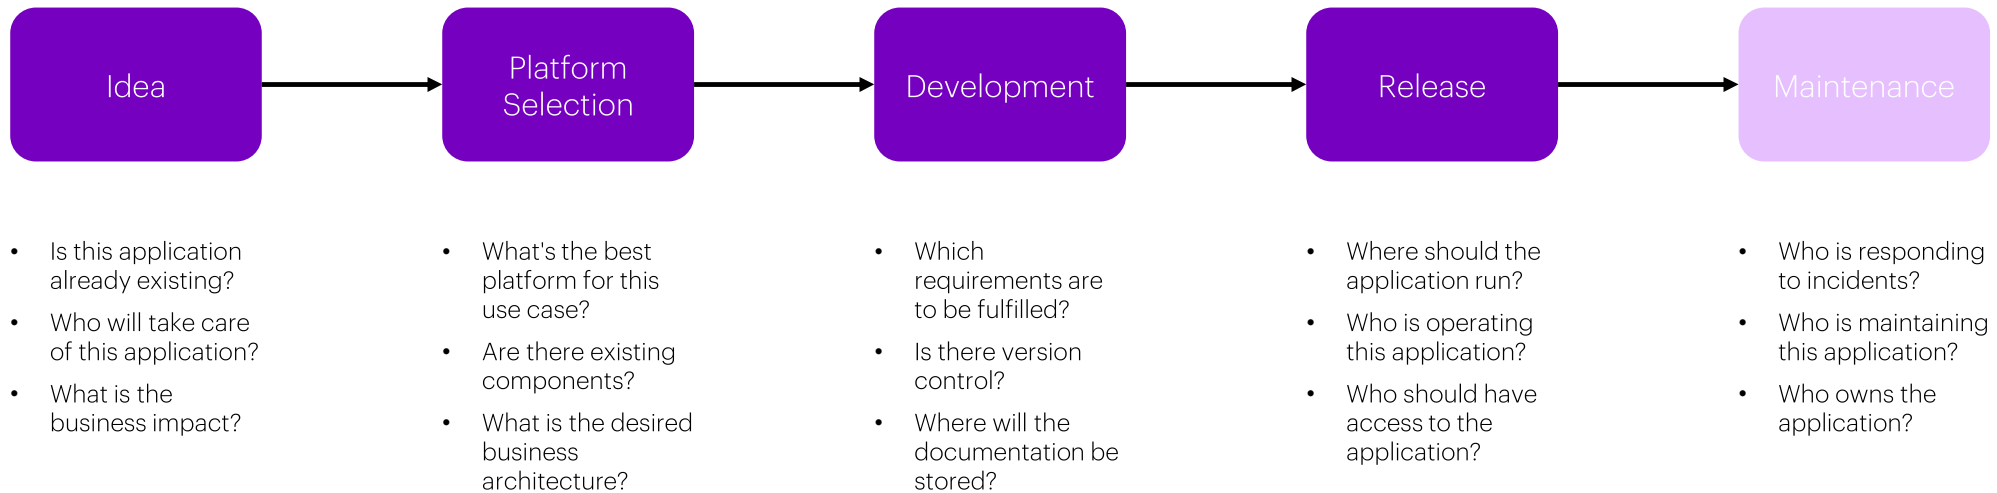 Idea
Platform
Selection
Development
Release
Maintenance
• Is this application
already existing?
• Who will take care
of this application?
• What is the
business impact?
• What's the best
platform for this
use case?
• Are there existing
components?
• What is the desired
business
architecture?
• Which
requirements are
to be fulfilled?
• Is there version
control?
• Where will the
documentation be
stored?
• Where should the
application run?
• Who is operating
this application?
• Who should have
access to the
application?
• Who is responding
to incidents?
• Who is maintaining
this application?
• Who owns the
application?